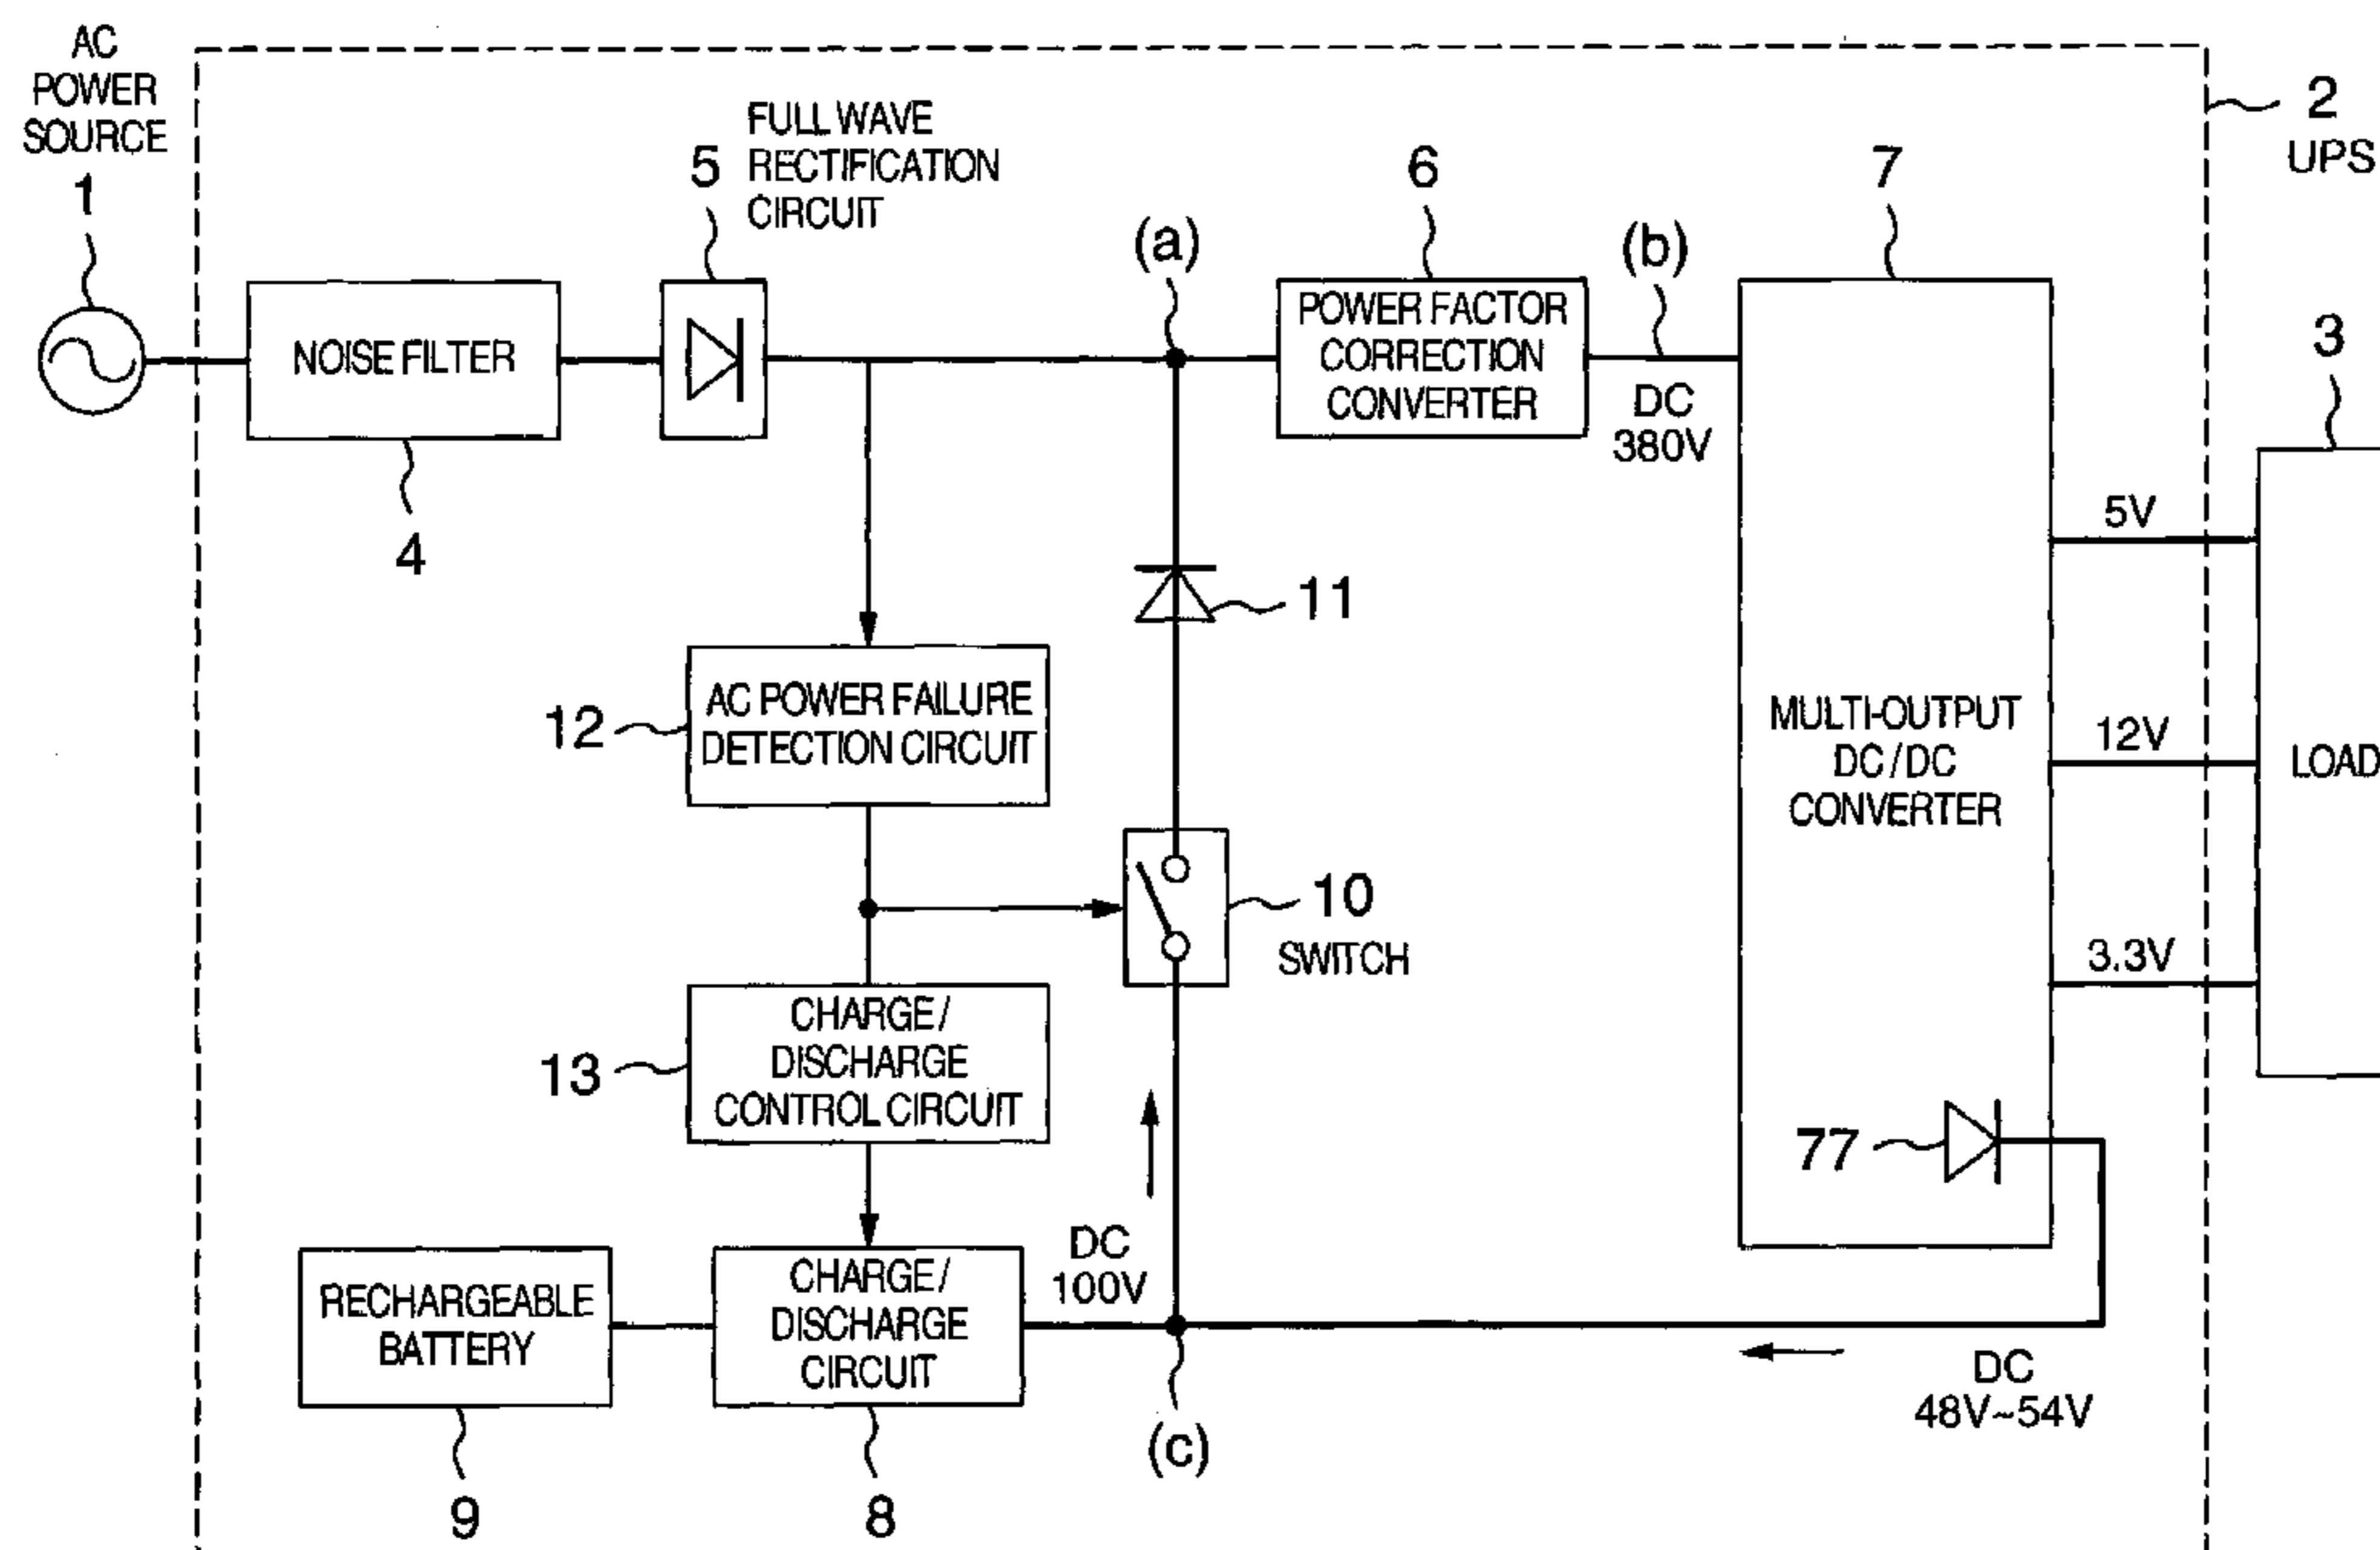 AC
POWER
SOURCE
1
FULL WAVE
5 RECTIFICATION
CIRCUIT
(a)
6
(b)
7
2
UPS
NOISE FILTER
POWER FACTOR
CORRECTION
CONVERTER
DC
380V
3
4
5V
11
12
AC POWER FAILURE
DETECTION CIRCUIT
MULTI-OUTPUT
DC/DC
CONVERTER
12V
LOAD
10
SWITCH
3.3V
13
CHARGE/
DISCHARGE
CONTROL CIRCUIT
77
DC
100V
RECHARGEABLE
BATTERY
CHARGE/
DISCHARGE
CIRCUIT
DC
48V~54V
(c)
9
8